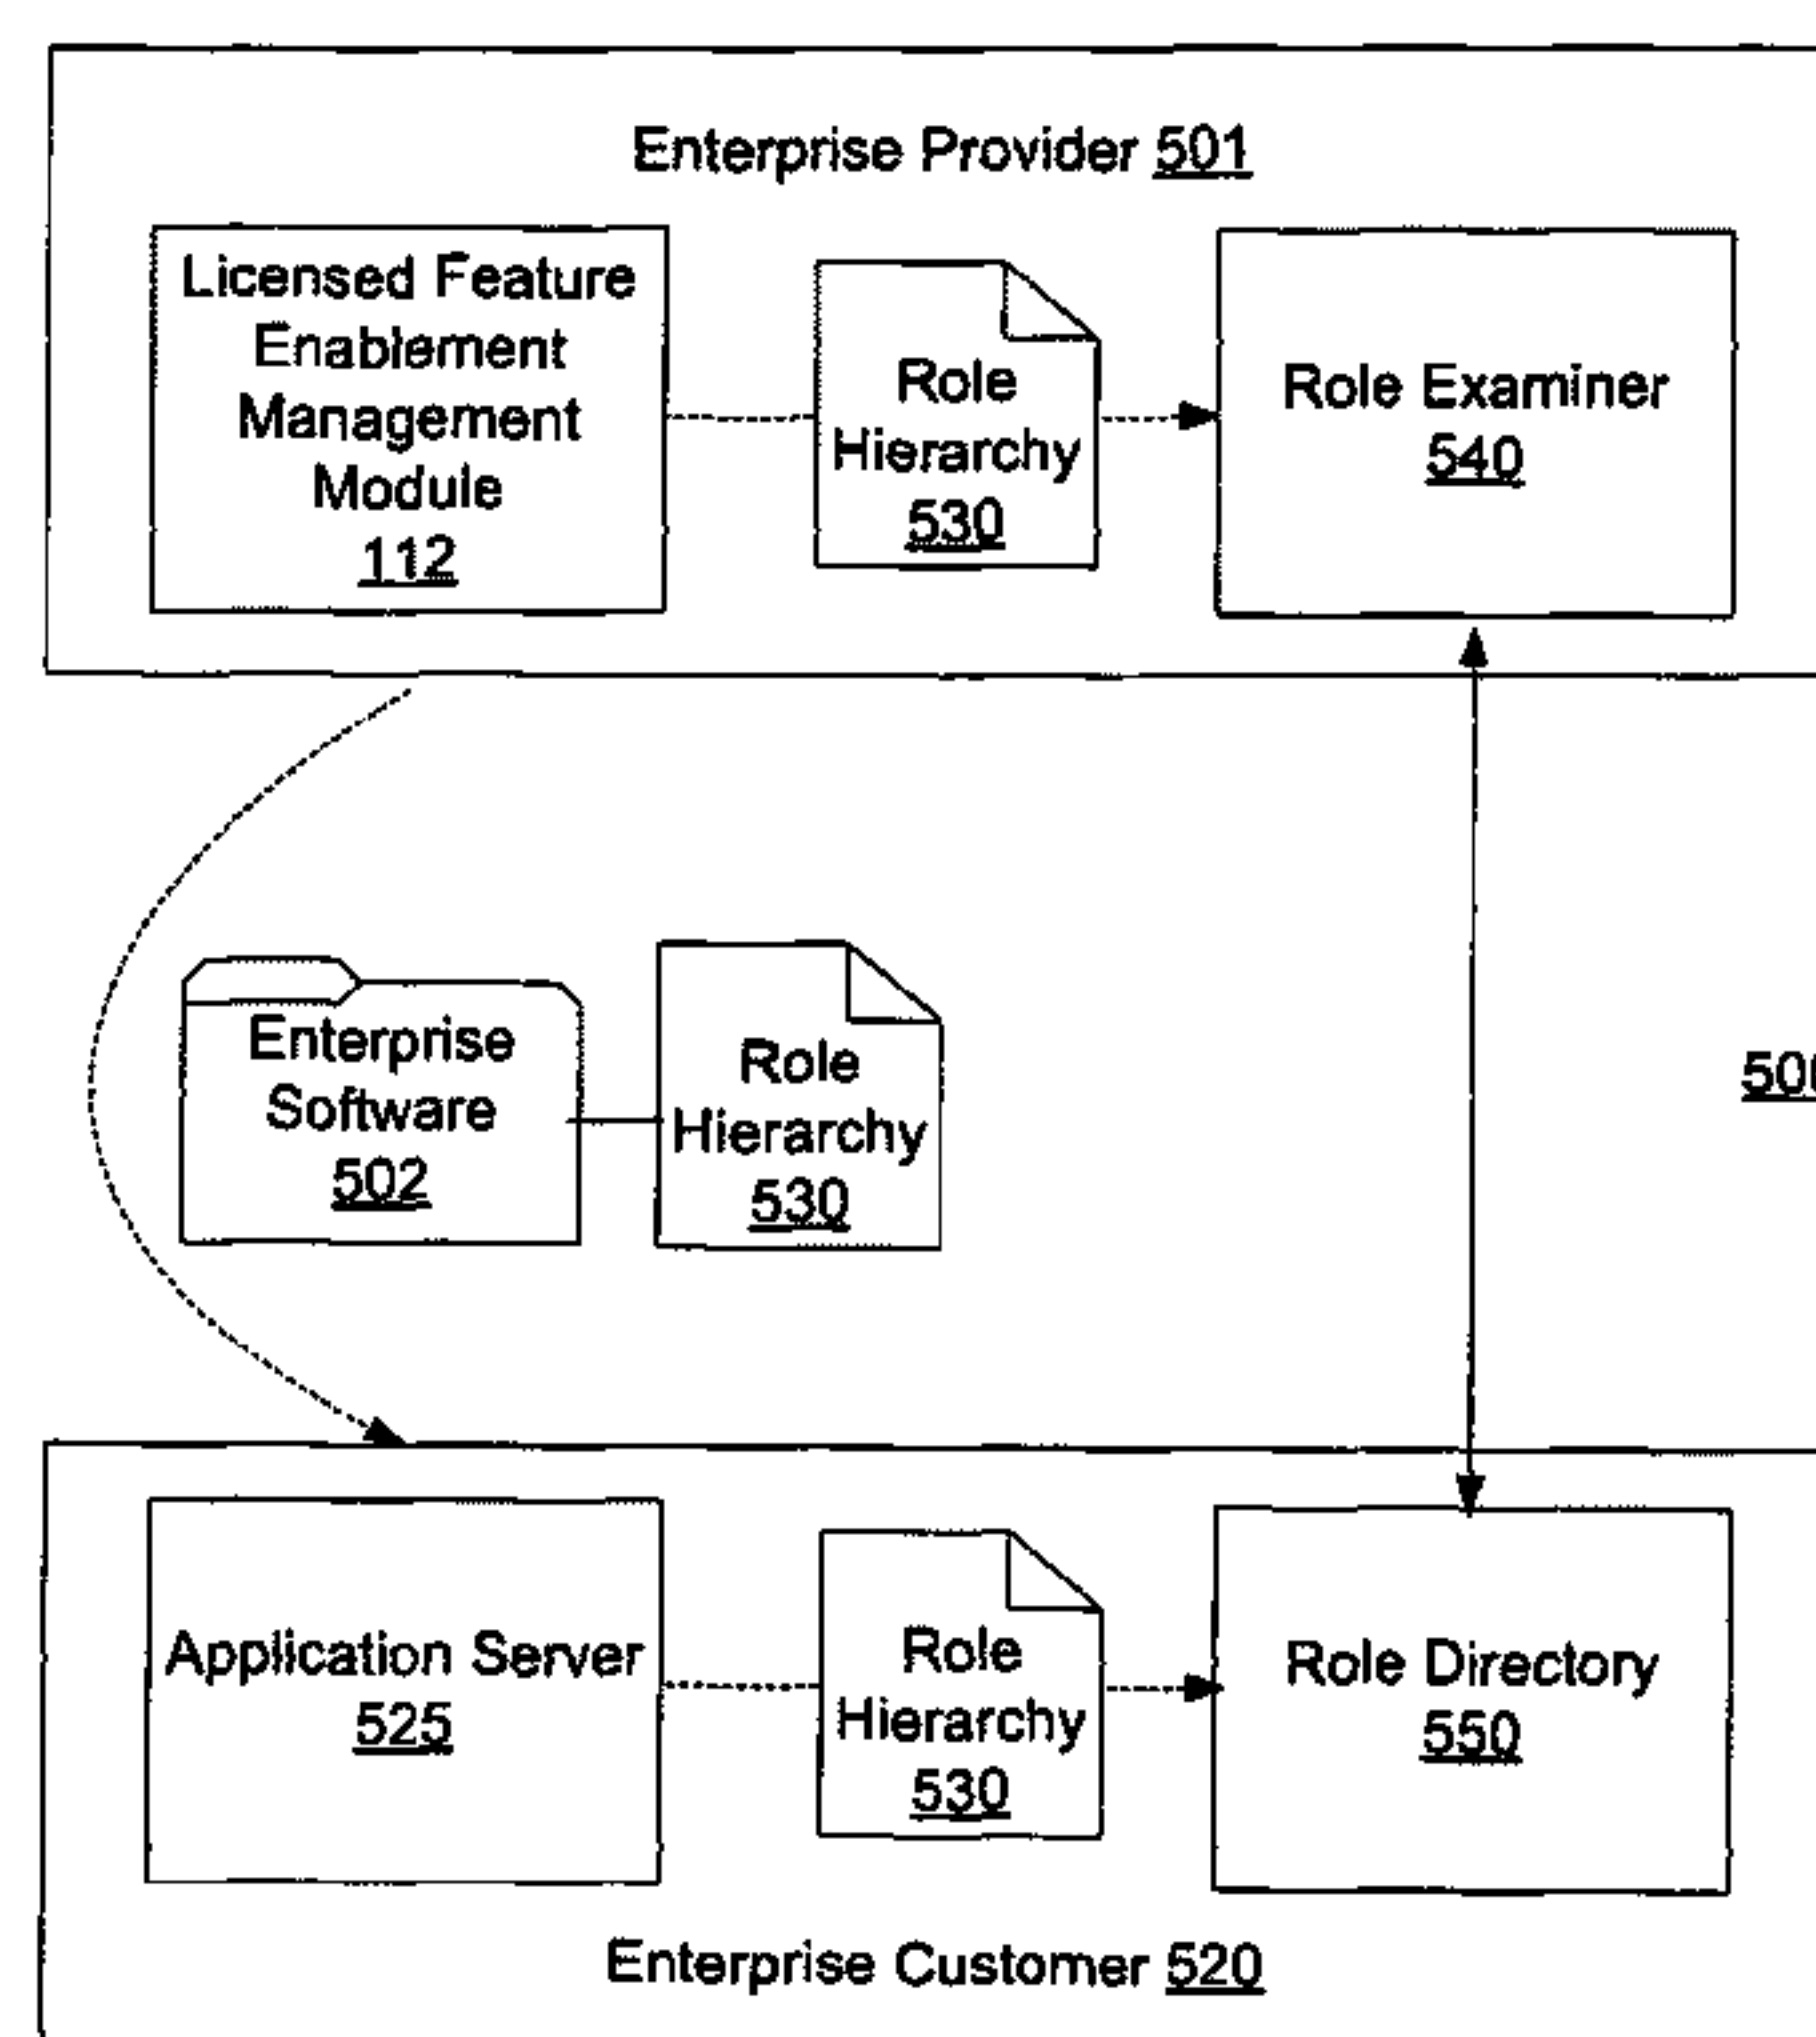 Enterprise Provider 501
Licensed Feature
Enablement
Management
Module
112
Role
Hierarchy
530
Role Examiner
540
Enterprise
Software
502
Role
Hierarchy
530
Application Server
525
Role
Hierarchy
530
Role Directory
550
Enterprise Customer 520